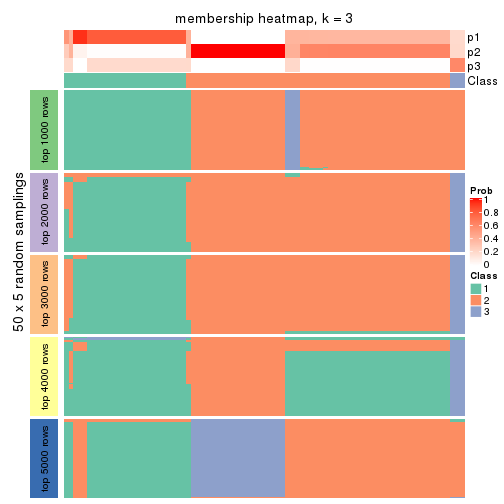 membership heatmap, k = 3
p1
p2
p3
Class
50 x 5 random samplings
top 1000 rows
top 2000 rows
top 3000 rows
top 4000 rows
top 5000 rows
Prob
1
0.8
0.6
0.4
0.2
0
Class
1
2
3